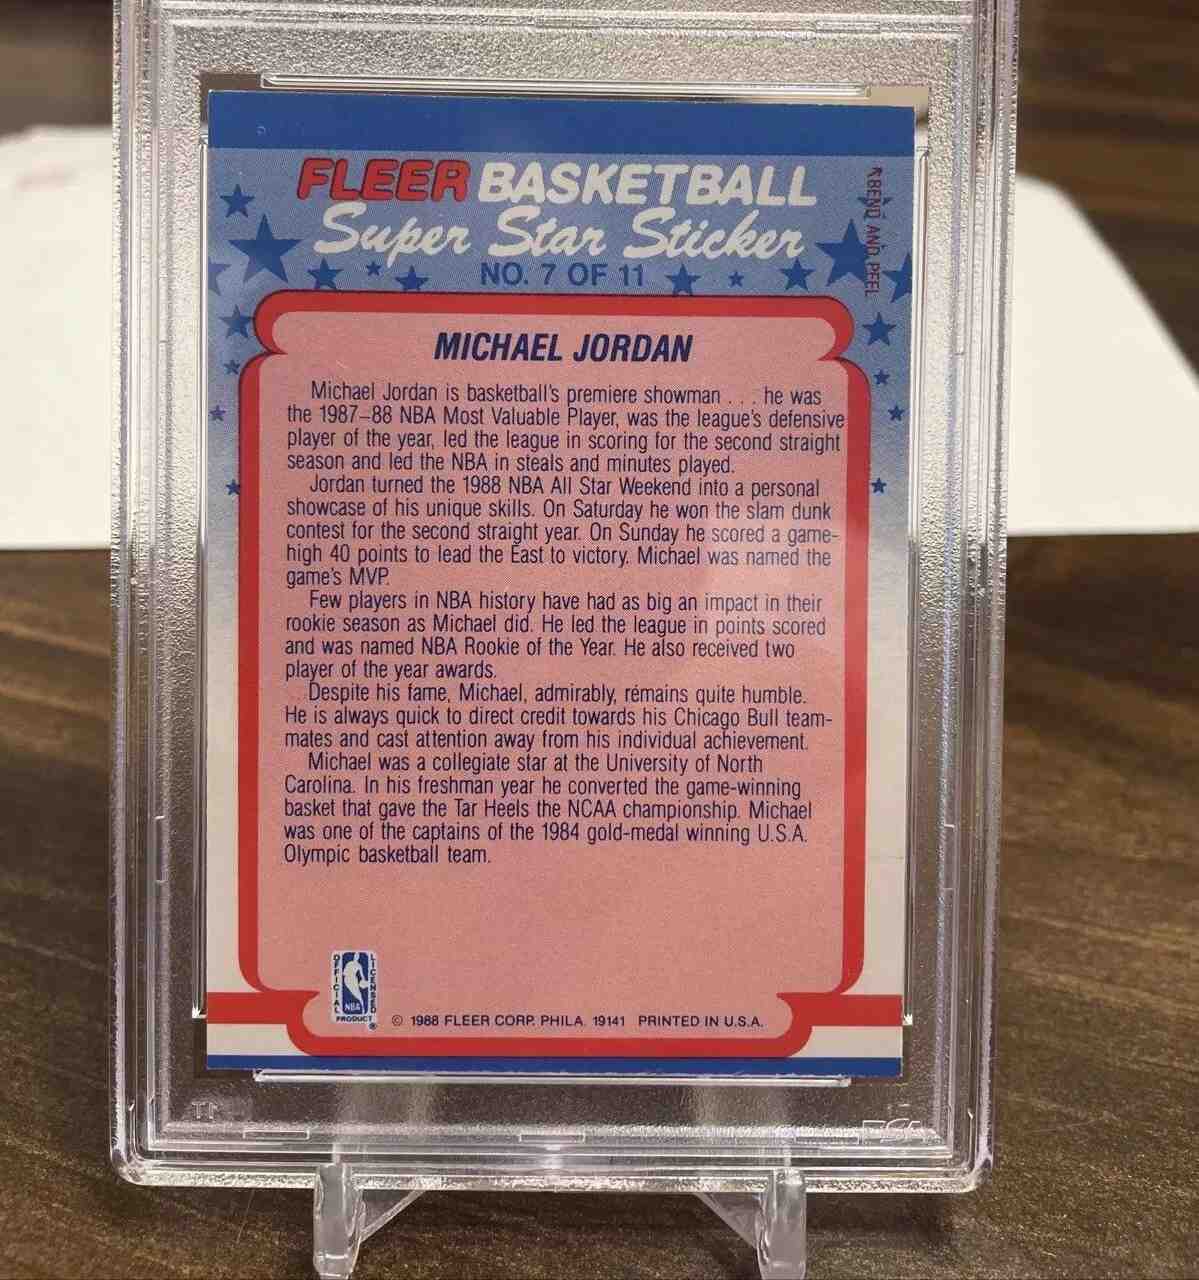 FLEER BASKETBALL
Super Star Sticker
NO. 7 OF 11
BEND AND PEEL
MICHAEL JORDAN
Michael Jordan is basketball's premiere showman . . . he was
the 1987–88 NBA Most Valuable Player, was the league's defensive
player of the year, led the league in scoring for the second straight
season and led the NBA in steals and minutes played.
Jordan turned the 1988 NBA All Star Weekend into a personal
showcase of his unique skills. On Saturday he won the slam dunk
contest for the second straight year. On Sunday he scored a game-
high 40 points to lead the East to victory. Michael was named the
game's MVP.
Few players in NBA history have had as big an impact in their
rookie season as Michael did. He led the league in points scored
and was named NBA Rookie of the Year. He also received two
player of the year awards.
Despite his fame, Michael, admirably, remains quite humble.
He is always quick to direct credit towards his Chicago Bull team-
mates and cast attention away from his individual achievement.
Michael was a collegiate star at the University of North
Carolina. In his freshman year he converted the game-winning
basket that gave the Tar Heels the NCAA championship. Michael
was one of the captains of the 1984 gold-medal winning U.S.A.
Olympic basketball team.
OFFICIAL
LICENSED
NBA
PRODUCT ®
© 1988 FLEER CORP. PHILA. 19141 PRINTED IN U.S.A.